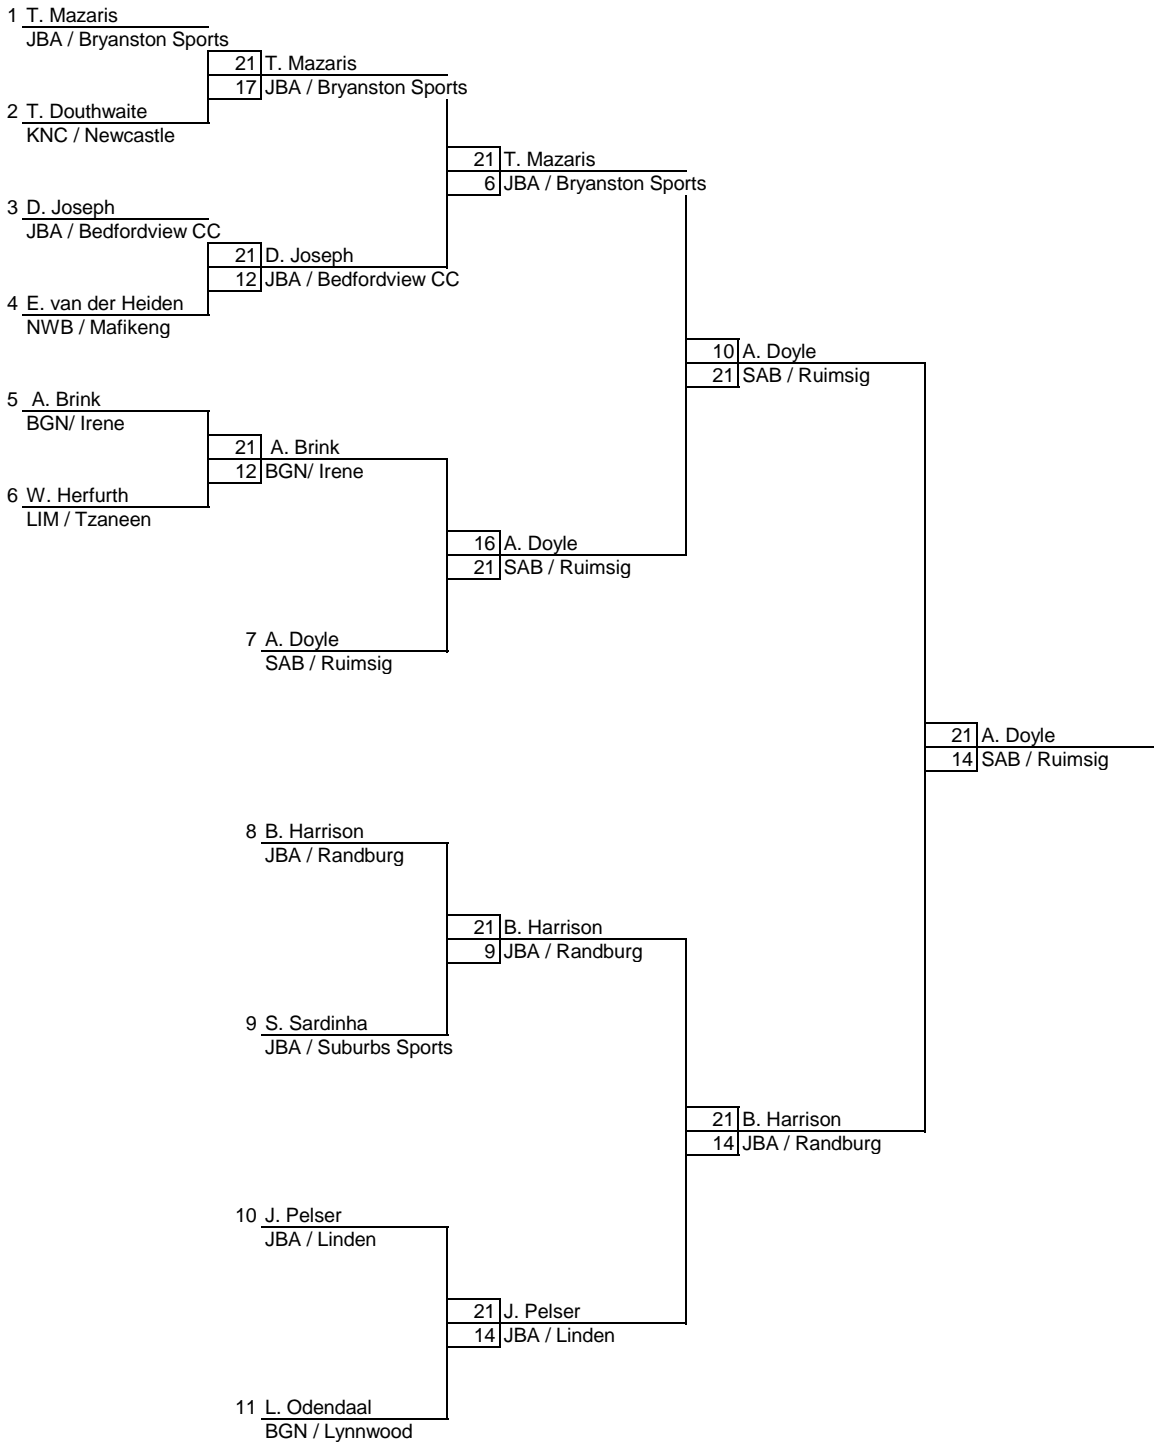 1 T. Mazaris
JBA / Bryanston Sports
21 T. Mazaris
17 JBA / Bryanston Sports
2 T. Douthwaite
KNC / Newcastle
21 T. Mazaris
6 JBA / Bryanston Sports
3 D. Joseph
JBA / Bedfordview CC
21 D. Joseph
12 JBA / Bedfordview CC
4 E. van der Heiden
NWB / Mafikeng
10 A. Doyle
21 SAB / Ruimsig
5 A. Brink
BGN/ Irene
21 A. Brink
12 BGN/ Irene
6 W. Herfurth
LIM / Tzaneen
16 A. Doyle
21 SAB / Ruimsig
7 A. Doyle
SAB / Ruimsig
21 A. Doyle
14 SAB / Ruimsig
8 B. Harrison
JBA / Randburg
21 B. Harrison
9 JBA / Randburg
9 S. Sardinha
JBA / Suburbs Sports
21 B. Harrison
14 JBA / Randburg
10 J. Pelser
JBA / Linden
21 J. Pelser
14 JBA / Linden
11 L. Odendaal
BGN / Lynnwood